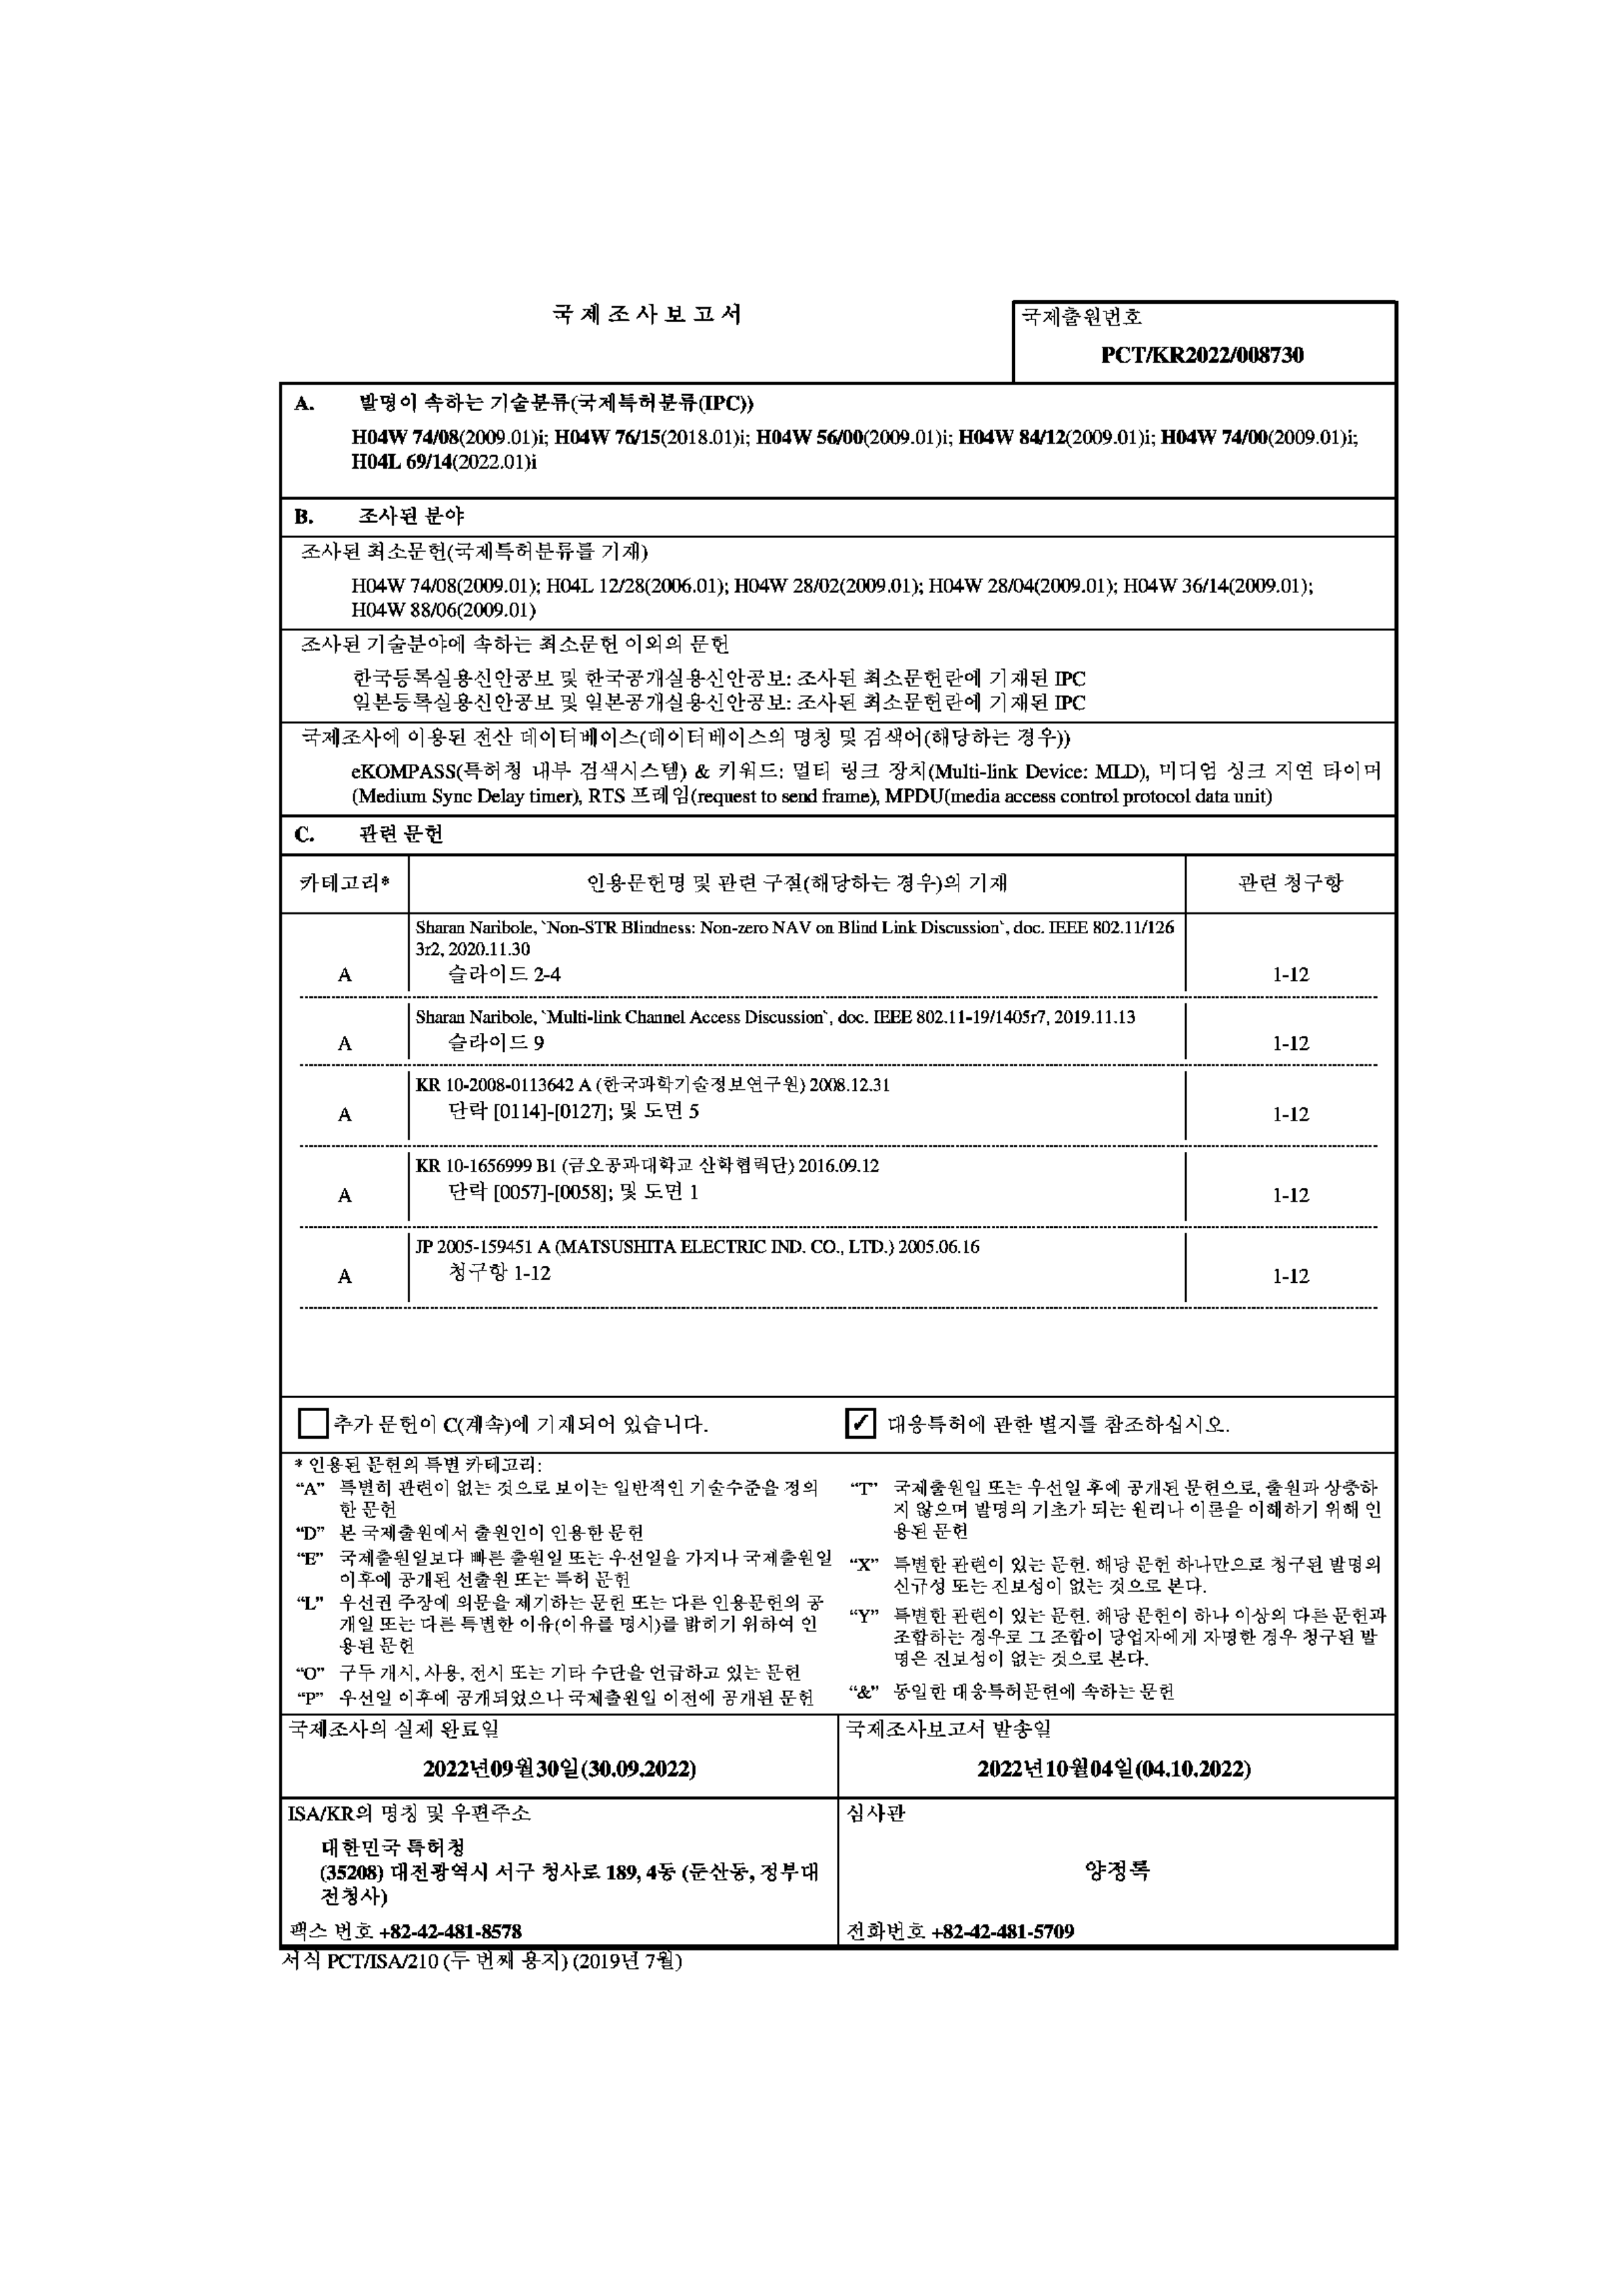 국제조사보고서
국제출원번호
PCT/KR2022/008730
A. 발명이 속하는 기술분류(국제특허분류(IPC))
H04W 74/08(2009.01)i; H04W 76/15(2018.01)i; H04W 56/00(2009.01)i; H04W 84/12(2009.01)i; H04W 74/00(2009.01)i;
H04L 69/14(2022.01)i
B. 조사된 분야
조사된 최소문헌(국제특허분류를 기재)
H04W 74/08(2009.01); H04L 12/28(2006.01); H04W 28/02(2009.01); H04W 28/04(2009.01); H04W 36/14(2009.01);
H04W 88/06(2009.01)
조사된 기술분야에 속하는 최소문헌 이외의 문헌
한국등록실용신안공보 및 한국공개실용신안공보: 조사된 최소문헌란에 기재된 IPC
일본등록실용신안공보 및 일본공개실용신안공보: 조사된 최소문헌란에 기재된 IPC
국제조사에 이용된 전산 데이터베이스(데이터베이스의 명칭 및 검색어(해당하는 경우))
eKOMPASS(특허청 내부 검색시스템) & 키워드: 멀티 링크 장치(Multi-link Device: MLD), 미디엄 싱크 지연 타이머
(Medium Sync Delay timer), RTS 프레임(request to send frame), MPDU(media access control protocol data unit)
C. 관련 문헌
카테고리* 인용문헌명 및 관련 구절(해당하는 경우)의 기재 관련 청구항
Sharan Naribole, `Non-STR Blindness: Non-zero NAV on Blind Link Discussion`, doc. IEEE 802.11/126
3r2, 2020.11.30
A 슬라이드 2-4 1-12
Sharan Naribole, `Multi-link Channel Access Discussion`, doc. IEEE 802.11-19/1405r7, 2019.11.13
A 슬라이드 9 1-12
KR 10-2008-0113642 A (한국과학기술정보연구원) 2008.12.31
A 단락 [0114]-[0127]; 및 도면 5 1-12
KR 10-1656999 B1 (금오공과대학교 산학협력단) 2016.09.12
A 단락 [0057]-[0058]; 및 도면 1 1-12
JP 2005-159451 A (MATSUSHITA ELECTRIC IND. CO., LTD.) 2005.06.16
A 청구항 1-12 1-12
추가 문헌이 C(계속)에 기재되어 있습니다.
✓ 대응특허에 관한 별지를 참조하십시오.
* 인용된 문헌의 특별 카테고리:
“A” 특별히 관련이 없는 것으로 보이는 일반적인 기술수준을 정의
한 문헌
“D” 본 국제출원에서 출원인이 인용한 문헌
“E” 국제출원일보다 빠른 출원일 또는 우선일을 가지나 국제출원일
이후에 공개된 선출원 또는 특허 문헌
“L” 우선권 주장에 의문을 제기하는 문헌 또는 다른 인용문헌의 공
개일 또는 다른 특별한 이유(이유를 명시)를 밝히기 위하여 인
용된 문헌
“O” 구두 개시, 사용, 전시 또는 기타 수단을 언급하고 있는 문헌
“P” 우선일 이후에 공개되었으나 국제출원일 이전에 공개된 문헌
“T” 국제출원일 또는 우선일 후에 공개된 문헌으로, 출원과 상충하
지 않으며 발명의 기초가 되는 원리나 이론을 이해하기 위해 인
용된 문헌
“X” 특별한 관련이 있는 문헌. 해당 문헌 하나만으로 청구된 발명의
신규성 또는 진보성이 없는 것으로 본다.
“Y” 특별한 관련이 있는 문헌. 해당 문헌이 하나 이상의 다른 문헌과
조합하는 경우로 그 조합이 당업자에게 자명한 경우 청구된 발
명은 진보성이 없는 것으로 본다.
“&” 동일한 대응특허문헌에 속하는 문헌
국제조사의 실제 완료일
2022년09월30일(30.09.2022)
국제조사보고서 발송일
2022년10월04일(04.10.2022)
ISA/KR의 명칭 및 우편주소
대한민국 특허청
(35208) 대전광역시 서구 청사로 189, 4동 (둔산동, 정부대
전청사)
팩스 번호 +82-42-481-8578
심사관
양정록
전화번호 +82-42-481-5709
서식 PCT/ISA/210 (두 번째 용지) (2019년 7월)